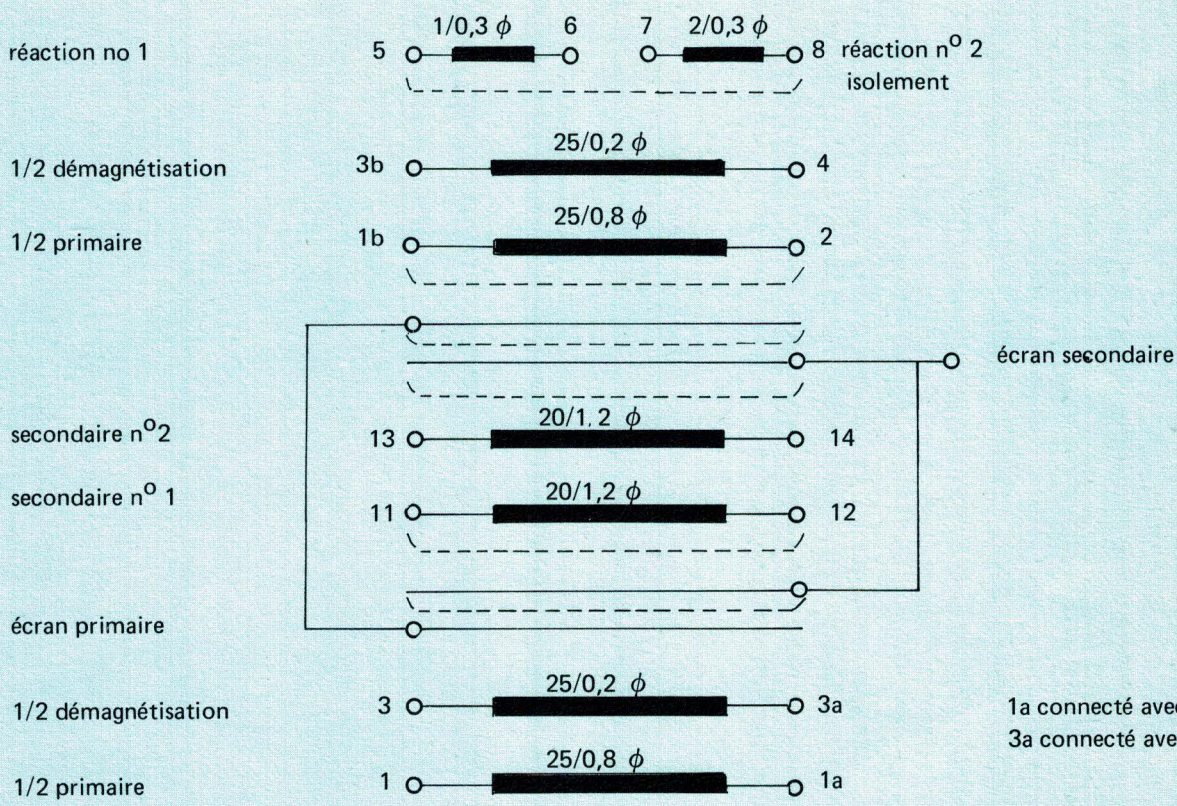 1/0,3 ϕ 2/0,3 ϕ
réaction no 1 5 6 7 8 réaction nº 2
isolement
25/0,2 ϕ
1/2 démagnétisation 3b 4
25/0,8 ϕ
1/2 primaire 1b 2
écran secondaire
20/1,2 ϕ
secondaire nº2 13 14
20/1,2 ϕ
secondaire nº 1 11 12
écran primaire
25/0,2 ϕ
1/2 démagnétisation 3 3a
1a connecté
3a connecté
25/0,8 ϕ
1/2 primaire 1 1a